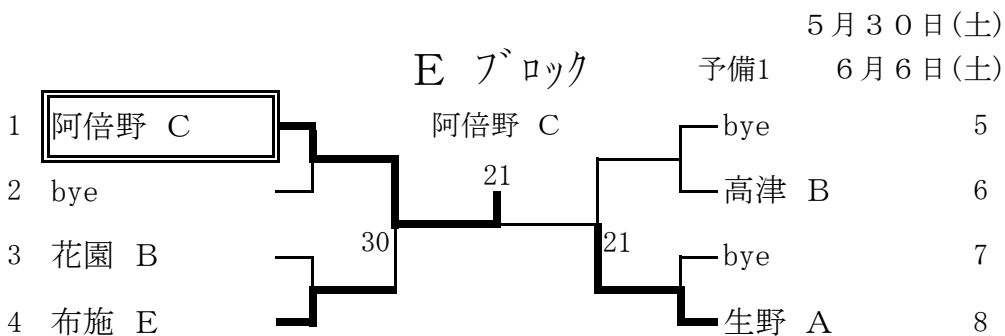 ５月３０日(土)
Ｅ ブロック
予備1 ６月６日(土)
1 阿倍野 Ｃ
阿倍野 Ｃ
bye 5
2 bye
21
高津 Ｂ 6
3 花園 Ｂ
30
21
bye 7
4 布施 Ｅ
生野 Ａ 8